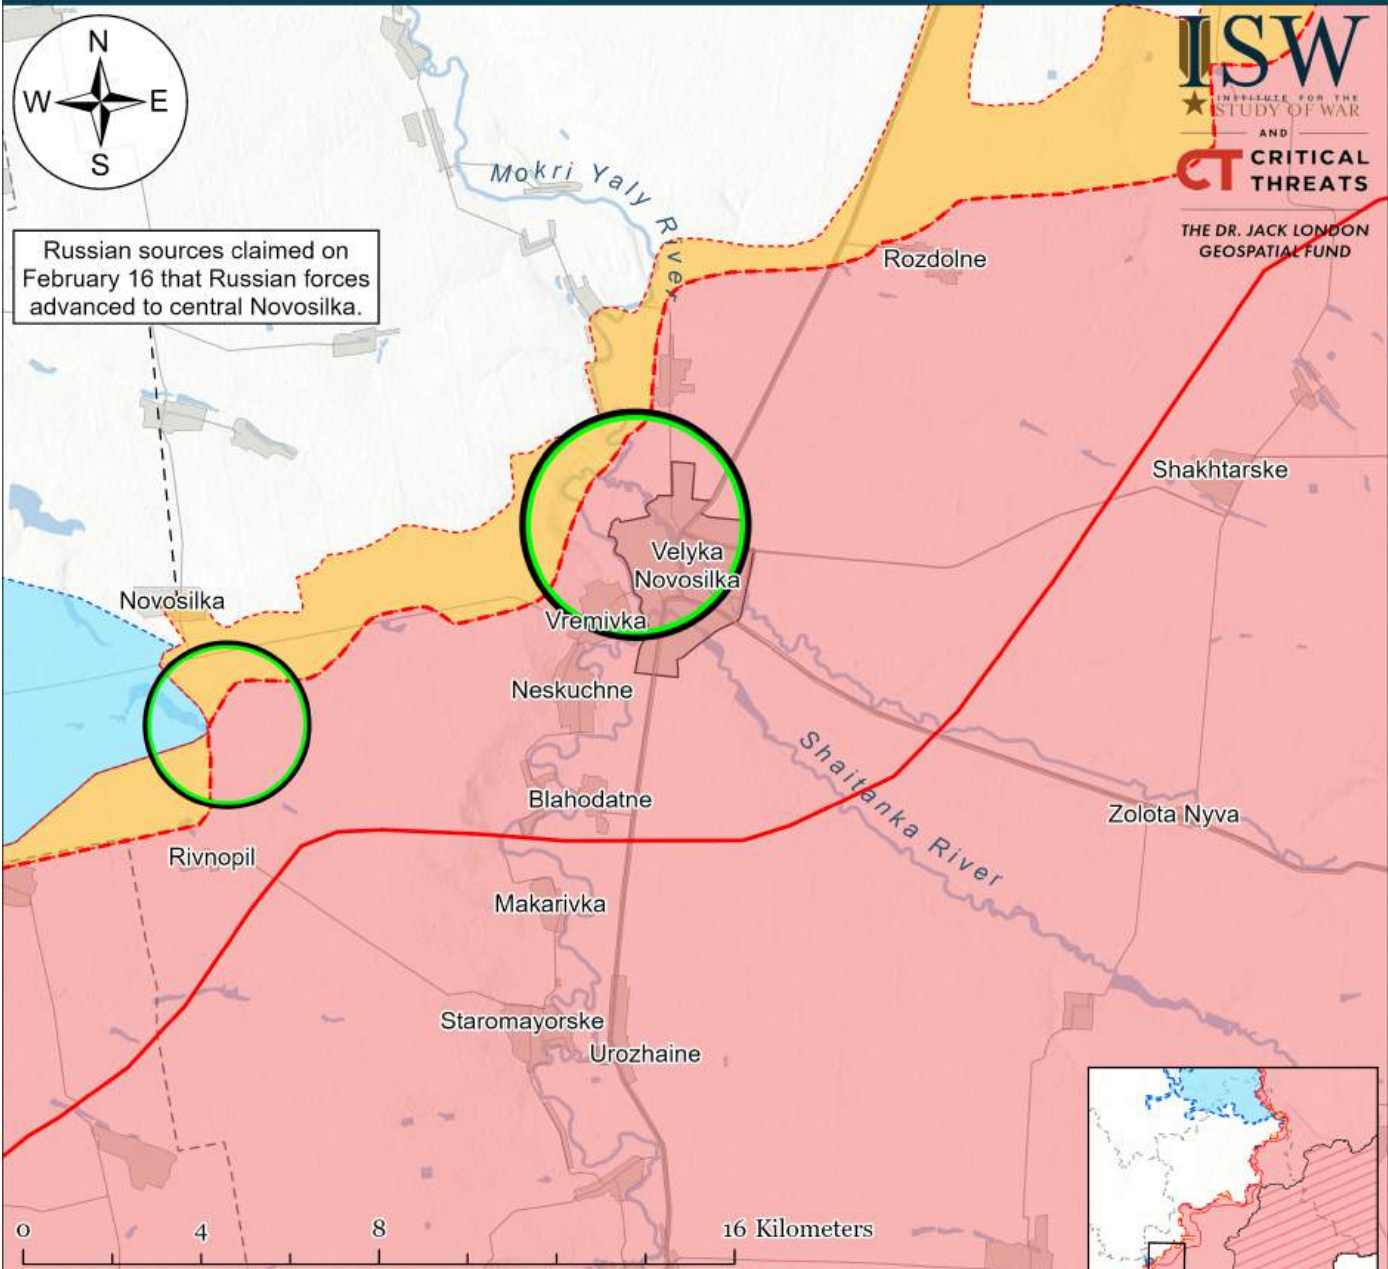 N
W
E
S
ISW
INSTITUTE FOR THE
STUDY OF WAR
AND
CT CRITICAL
THREATS
THE DR. JACK LONDON
GEOSPATIAL FUND
Mokri Yaly River
Russian sources claimed on
February 16 that Russian forces
advanced to central Novosilka.
Rozdolne
Shakhtarske
Velyka
Novosilka
Novosilka
Vremivka
Neskuchne
Shaitanka River
Blahodatne
Zolota Nyva
Rivnopil
Makarivka
Staromayorske
Urozhaine
0 4 8 16 Kilometers